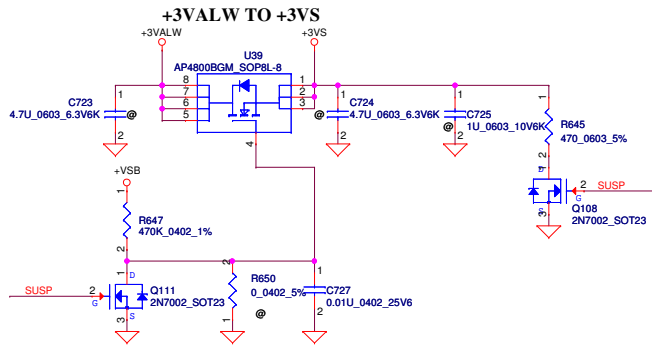 +3VALW TO +3VS
+3VALW
+3VS
U39
AP4800BGM_SOP8L-8
8
7
6
5
1
2
3
4
1
C723
4.7U_0603_6.3V6K
@
2
1
C724
4.7U_0603_6.3V6K
@
2
1
C725
1U_0603_10V6K
@
2
1
R645
470_0603_5%
2
1
D
SUSP
2
G
S
3
Q108
2N7002_SOT23
+VSB
1
R647
470K_0402_1%
2
SUSP
2
G
1
D
Q111
2N7002_SOT23
S
3
2
R650
0_0402_5%
1
@
1
C727
0.01U_0402_25V6
2